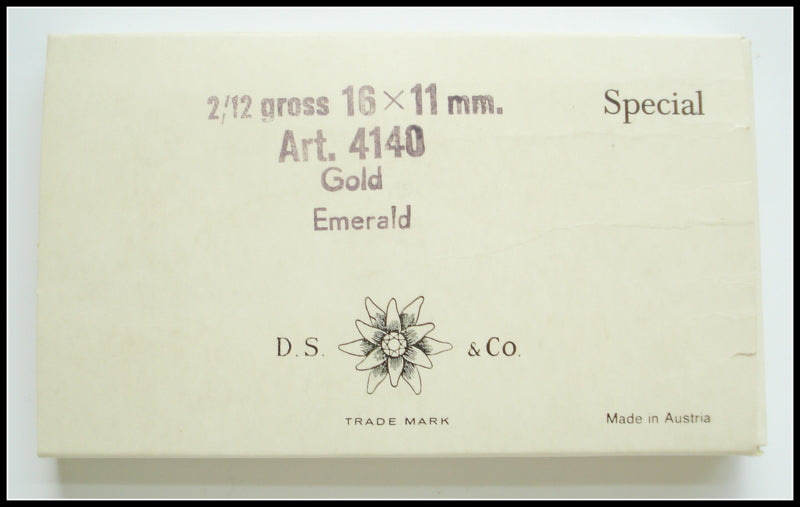 2/12 gross 16×11 mm.
Special
Art. 4140
Gold
Emerald
D. S. & Co.
TRADE MARK
Made in Austria